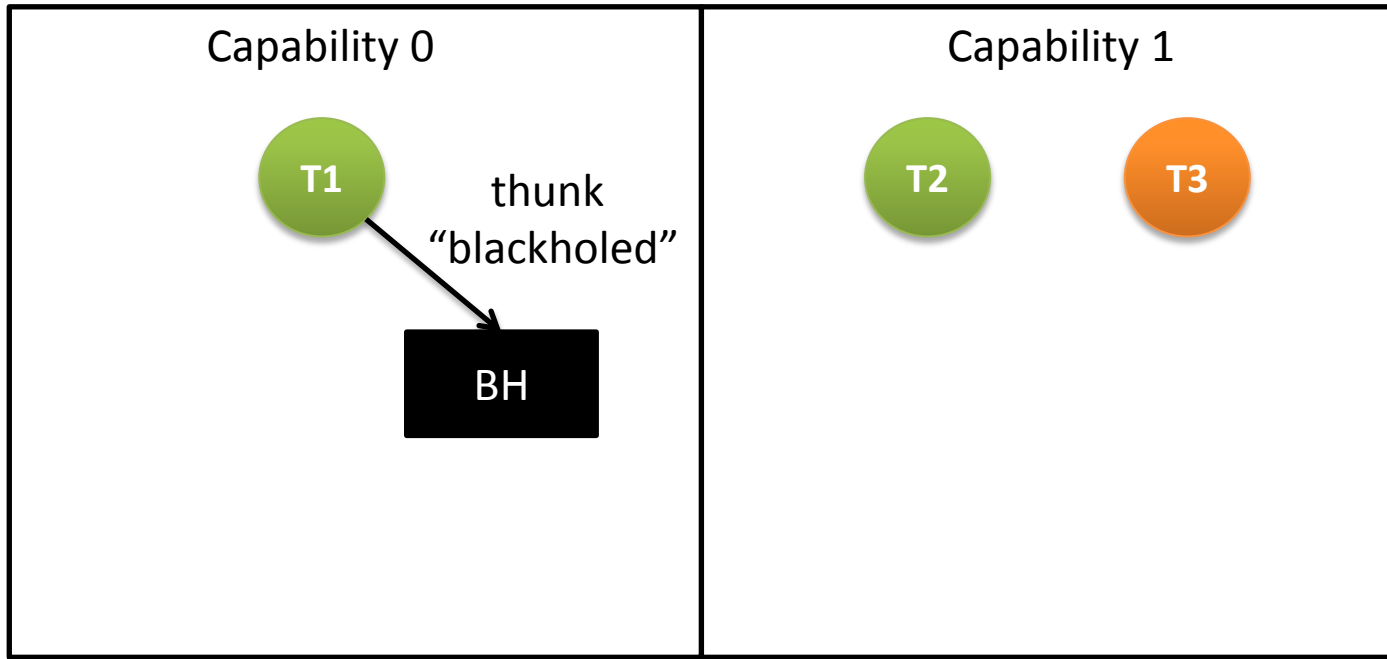 Capability 0
Capability 1
T1
thunk
“blackholed”
BH
T2
T3